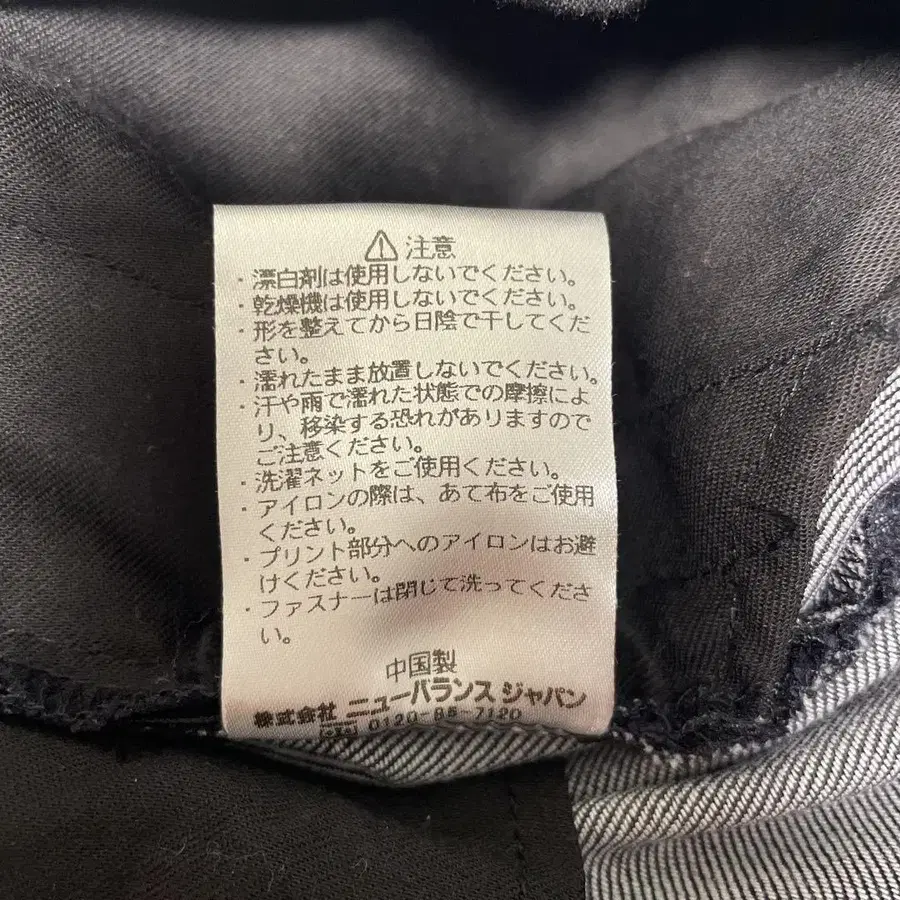 ⚠ 注意
・漂白剤は使用しないでください。
・乾燥機は使用しないでください。
・形を整えてから日陰で干してくだ
さい。
・濡れたまま放置しないでください。
・汗や雨で濡れた状態での摩擦によ
り、移染する恐れがありますので
ご注意ください。
・洗濯ネットをご使用ください。
・アイロンの際は、あて布をご使用
ください。
・プリント部分へのアイロンはお避
けください。
・ファスナーは閉じて洗ってくださ
い。
中国製
株式会社 ニューバランス ジャパン
0120-85-7120